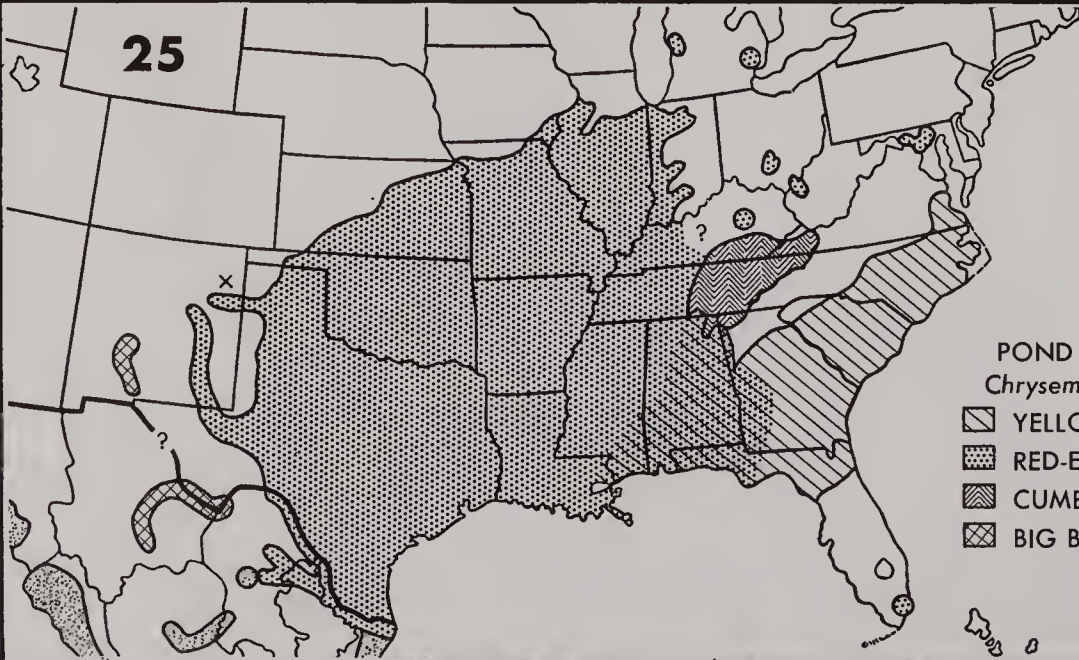 25
x
?
?
POND
Chrysem
YELLO
RED-E
CUMB
BIG B